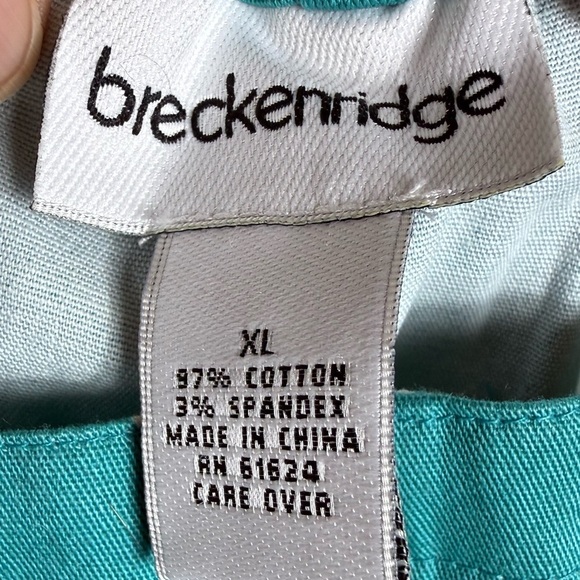 breckenridge
XL
97% COTTON
3% SPANDEX
MADE IN CHINA
RN 61624
CARE OVER